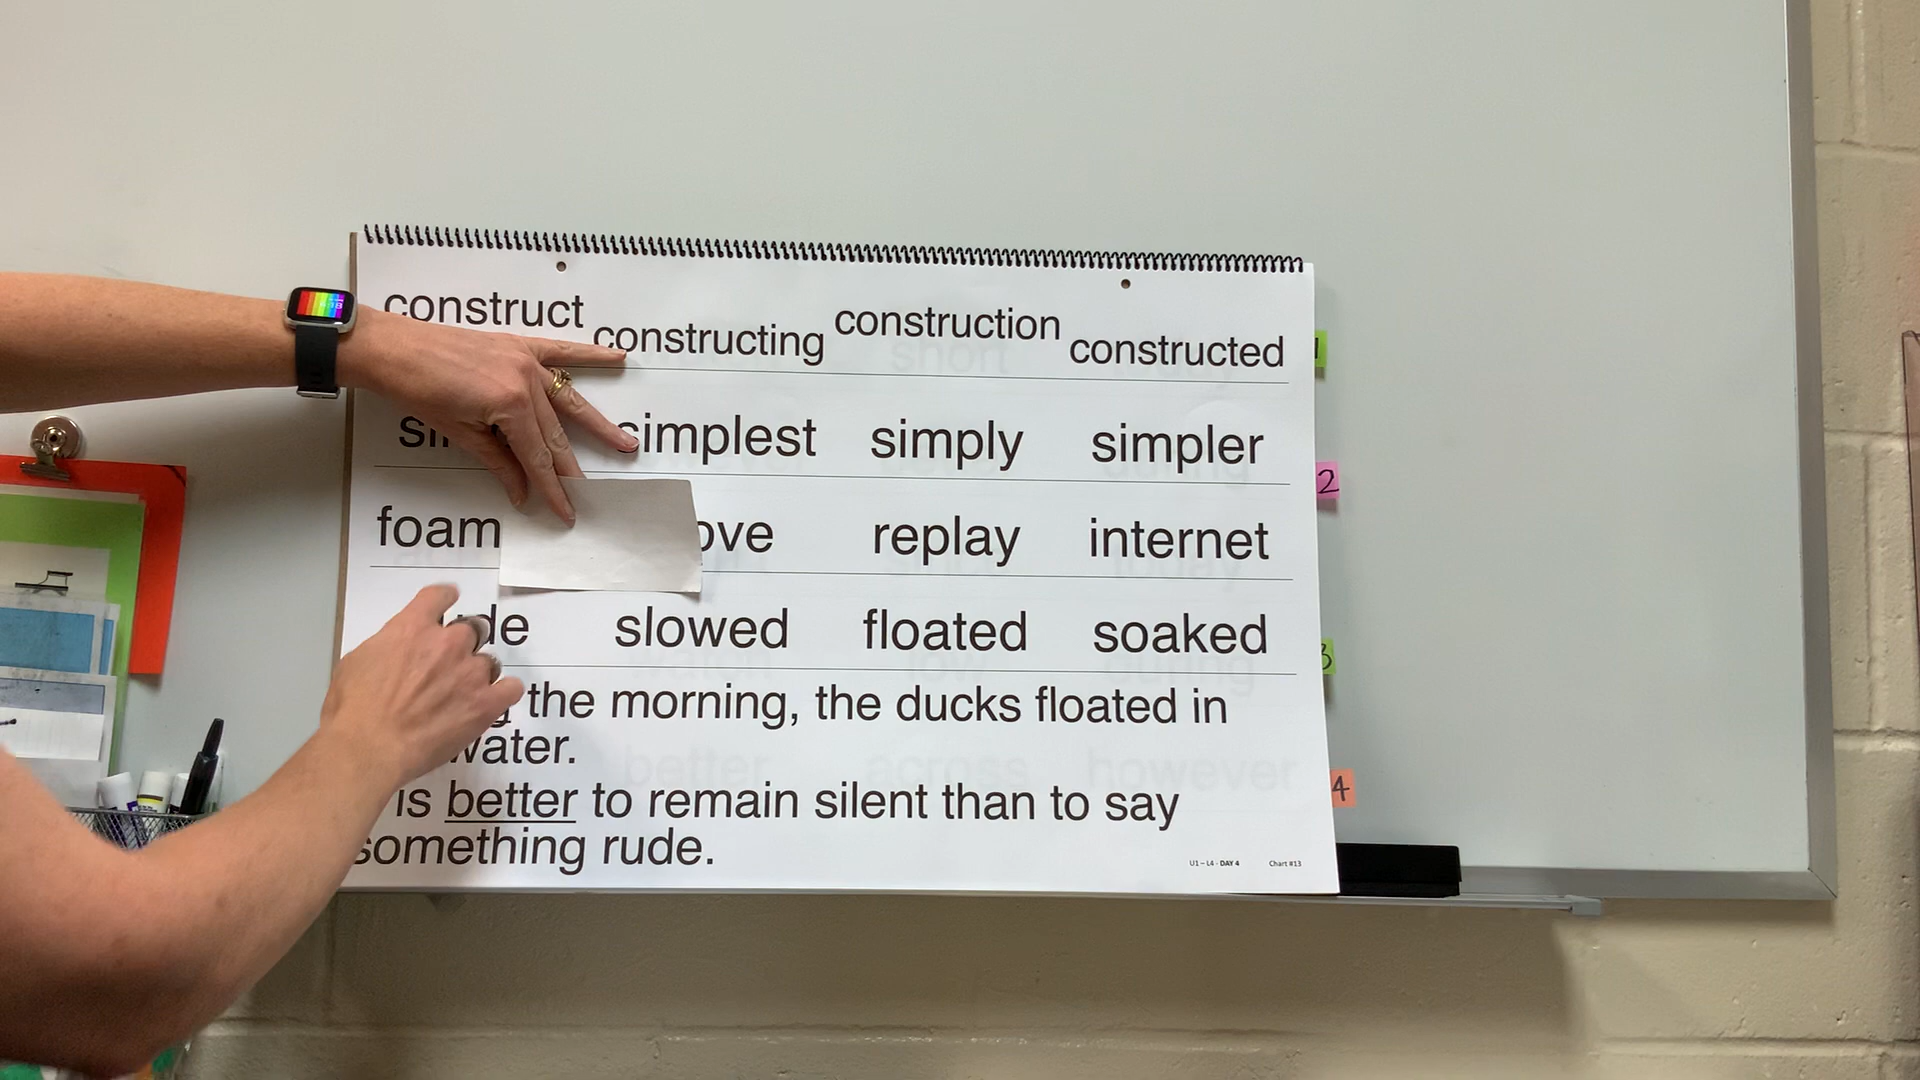 construct constructing construction constructed
simplest simply simpler
foam replay internet
slowed floated soaked
the morning, the ducks floated in
water.
is better to remain silent than to say
something rude.
U1 – L4 - DAY 4 Chart #13
1
2
3
4